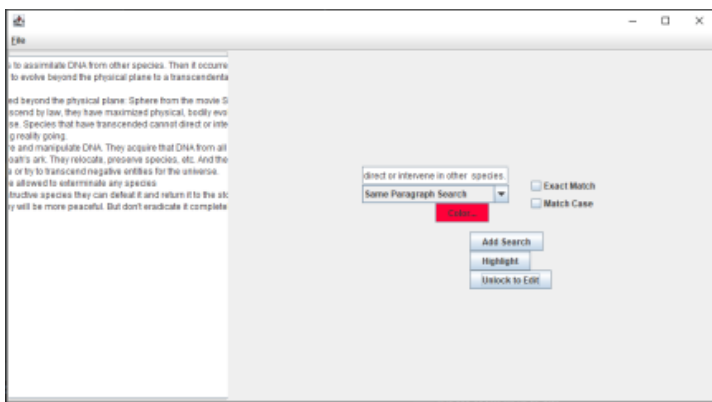 File
to assimilate DNA from other species. Then it occurre
to evolve beyond the physical plane to a transcendenta
ed beyond the physical plane: Sphere from the movie S
scend by law, they have maximized physical, bodily evo
se. Species that have transcended cannot direct or inte
g reality going.
re and manipulate DNA. They acquire that DNA from all
oah's ark. They relocate, preserve species, etc. And the
or try to transcend negative entities for the universe.
e allowed to exterminate any species
tructive species they can defeat it and return it to the
y will be more peaceful. But don't eradicate it complete
direct or intervene in other species.
Same Paragraph Search
Exact Match
Match Case
Color...
Add Search
Highlight
Unlock to Edit